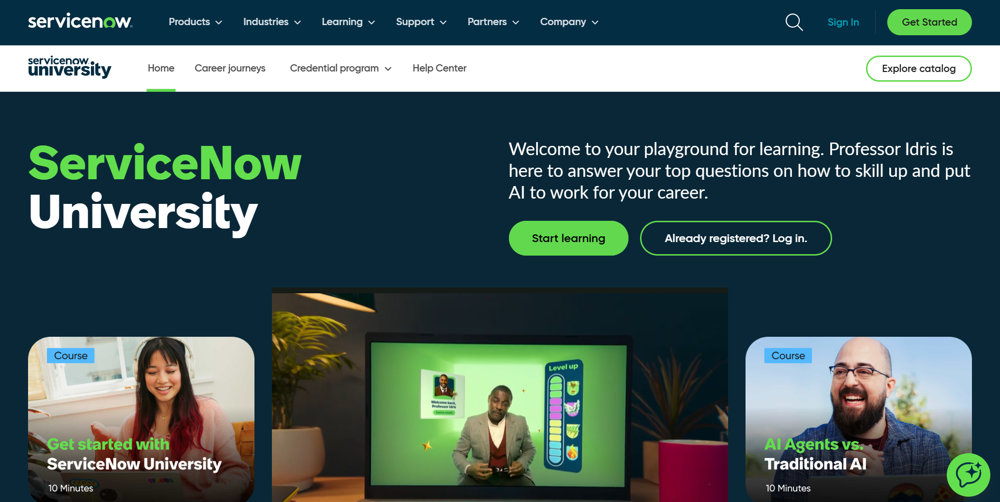 servicenow
Products
Industries
Learning
Support
Partners
Company
Sign In
Get Started
servicenow
university
Home
Career journeys
Credential program
Help Center
Explore catalog
ServiceNow
University
Welcome to your playground for learning. Professor Idris is
here to answer your top questions on how to skill up and put
AI to work for your career.
Start learning
Already registered? Log in.
Course
Get started with
ServiceNow University
10 Minutes
Welcome back,
Professor Idris
Explore courses
Level up
Course
AI Agents vs.
Traditional AI
10 Minutes